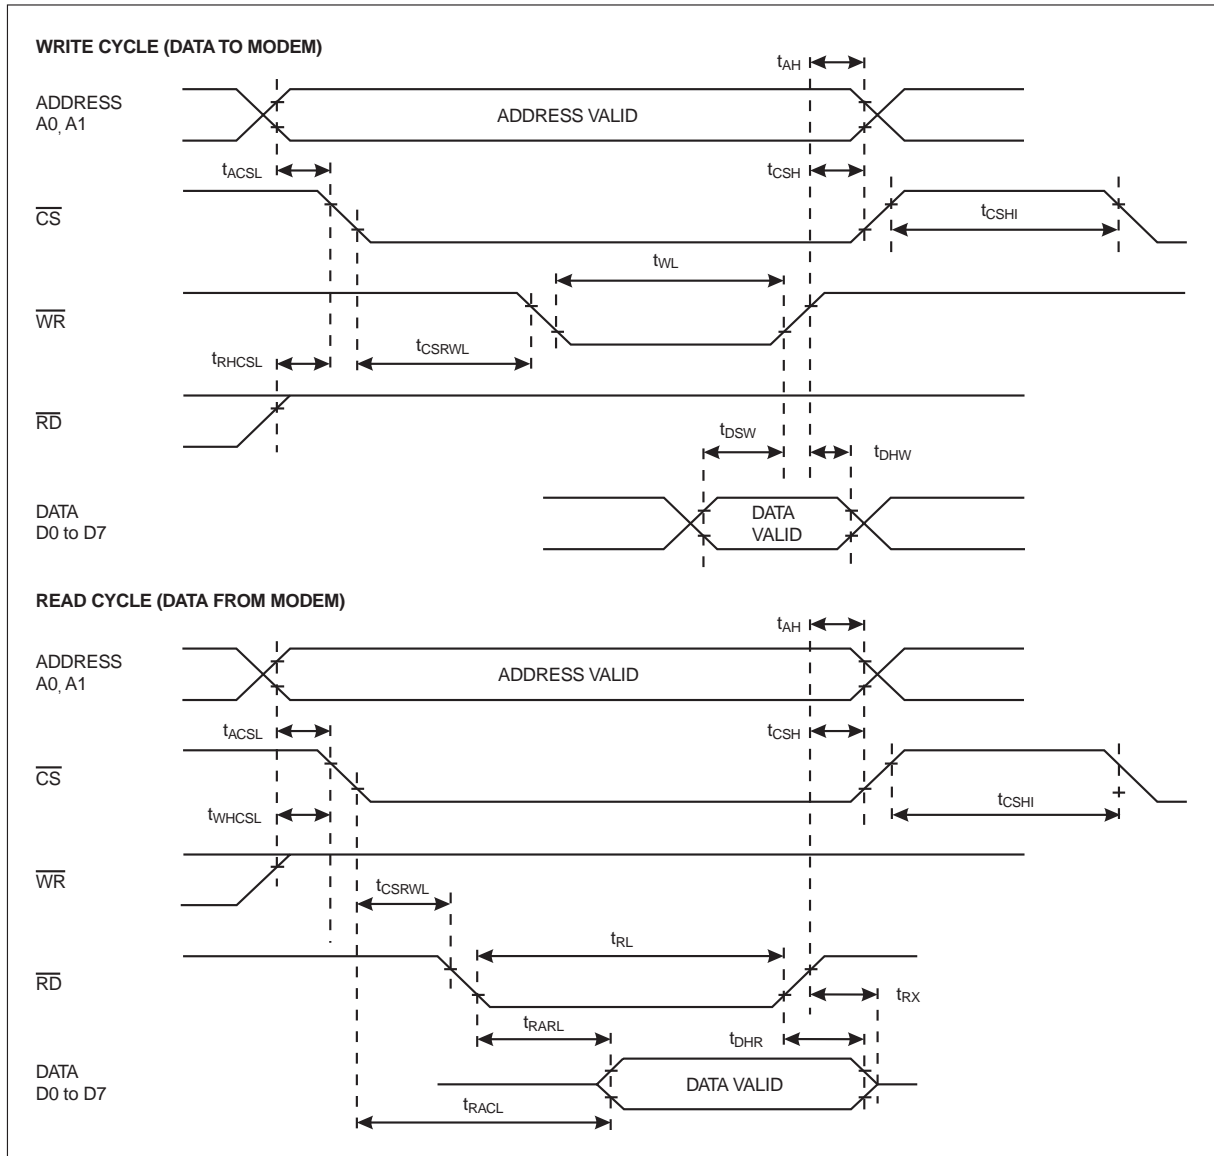 WRITE CYCLE (DATA TO MODEM)
tAH
ADDRESS
A0, A1
ADDRESS VALID
tACSL
tCSH
CS
tCSHI
tWL
WR
tRHCSL
tCSRWL
RD
tDSW
tDHW
DATA
D0 to D7
DATA
VALID
READ CYCLE (DATA FROM MODEM)
tAH
ADDRESS
A0, A1
ADDRESS VALID
tACSL
tCSH
CS
tCSHI
tWHCSL
WR
tCSRWL
tRL
RD
tRX
tRARL
tDHR
DATA
D0 to D7
DATA VALID
tRACL